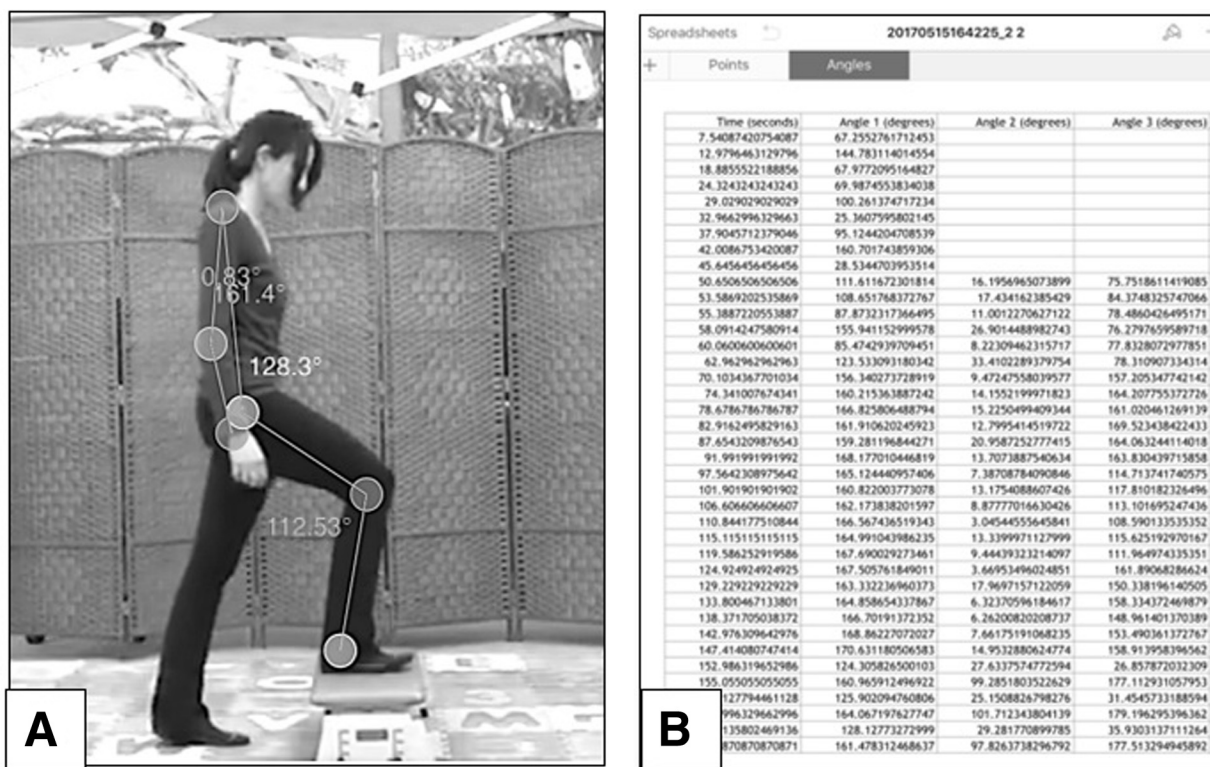 10.83°
161.4°
128.3°
112.53°
A
Spreadsheets
20170515164225_2 2
+ Points Angles
Time (seconds) Angle 1 (degrees) Angle 2 (degrees) Angle 3 (degrees)
7.54087420754087 67.2552761712453
12.9796463129796 144.783114014554
18.8855522188856 67.9772095164827
24.3243243243243 69.9874553834038
29.029029029029 100.261374717234
32.9662996329663 25.3607595802145
37.9045712379046 95.1244204708539
42.0086753420087 160.701743859306
45.6456456456456 28.5344703953514
50.6506506506506 111.611672301814 16.1956965073899 75.7518611419085
53.5869202535869 108.651768372767 17.434162385429 84.3748325747066
55.3887220553887 87.8732317366495 11.0012270627122 78.4860426495171
58.0914247580914 155.941152999578 26.9014488982743 76.2797659589718
60.0600600600601 85.4742939709451 8.22309462315717 77.8328072977851
62.962962962963 123.533093180342 33.4102289379754 78.310907334314
70.1034367701034 156.340273728919 9.47247558039577 157.205347742142
74.341007674341 160.215363887242 14.1552199971823 164.207755372726
78.6786786786787 166.825806488794 15.2250499409344 161.020461269139
82.9162495829163 161.910620245923 12.7995414519722 169.523438422433
87.6543209876543 159.281196844271 20.9587252777415 164.063244114018
91.991991991992 168.177010446819 13.7073887540634 163.830439715858
97.5642308975642 165.124440957406 7.38708784090846 114.713741740575
101.901901901902 160.822003773078 13.1754088607426 117.810182326496
106.606606606607 162.173838201597 8.87777016630426 113.101695247436
110.844177510844 166.567436519343 3.04544555645841 108.590133535352
115.115115115115 164.991043986235 13.3399971127999 115.625192970167
119.586252919586 167.690029273461 9.44439323214097 111.964974335351
124.924924924925 167.505761849011 3.66953496024851 161.89068286624
129.229229229229 163.332236960373 17.9697157122059 150.338196140505
133.800467133801 164.858654337867 6.32370596184617 158.334372469879
138.371705038372 166.70191372352 6.26200820208737 148.961401370389
142.976309642976 168.86227072027 7.66175191068235 153.490361372767
147.414080747414 170.631180506583 14.9532880624774 158.913958396562
152.986319652986 124.305826500103 27.6337574772594 26.857872032309
155.055055055055 160.965912496922 99.2851803522629 177.112931057953
127794461128 125.902094760806 25.1508826798276 31.4545733188594
996329662996 164.067197627747 101.712343804139 179.196295396362
135802469136 128.12773272999 29.281770899785 35.9303137111264
870870870871 161.478312468637 97.8263738296792 177.513294945892
B